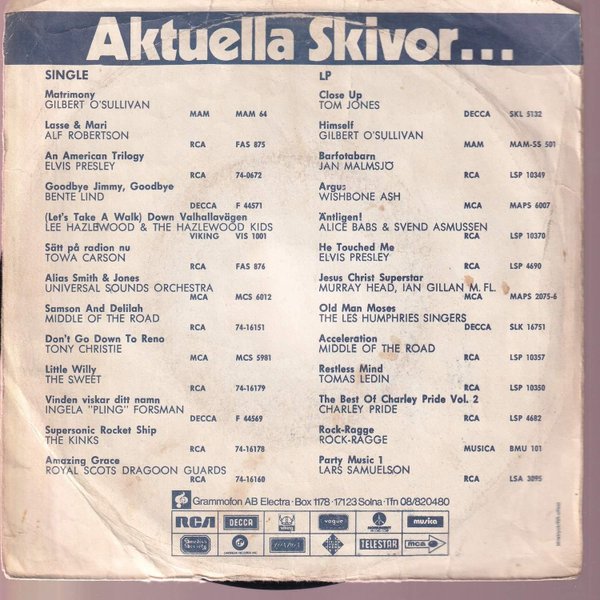 Aktuella Skivor...
SINGLE
Matrimony
GILBERT O'SULLIVAN
MAM MAM 64
Lasse & Mari
ALF ROBERTSON
RCA FAS 875
An American Trilogy
ELVIS PRESLEY
RCA 74-0672
Goodbye Jimmy, Goodbye
BENTE LIND
DECCA F 44571
(Let's Take A Walk) Down Valhallavägen
LEE HAZLEWOOD & THE HAZLEWOOD KIDS
VIKING VIS 1001
Sätt på radion nu
TOWA CARSON
RCA FAS 876
Alias Smith & Jones
UNIVERSAL SOUNDS ORCHESTRA
MCA MCS 6012
Samson And Delilah
MIDDLE OF THE ROAD
RCA 74-16151
Don't Go Down To Reno
TONY CHRISTIE
MCA MCS 5981
Little Willy
THE SWEET
RCA 74-16179
Vinden viskar ditt namn
INGELA "PLING" FORSMAN
DECCA F 44569
Supersonic Rocket Ship
THE KINKS
RCA 74-16178
Amazing Grace
ROYAL SCOTS DRAGOON GUARDS
RCA 74-16160
LP
Close Up
TOM JONES
DECCA SKL 5132
Himself
GILBERT O'SULLIVAN
MAM MAM-SS 501
Barfotabarn
JAN MALMSJÖ
RCA LSP 10349
Argus
WISHBONE ASH
MCA MAPS 6007
Äntligen!
ALICE BABS & SVEND ASMUSSEN
RCA LSP 10370
He Touched Me
ELVIS PRESLEY
RCA LSP 4690
Jesus Christ Superstar
MURRAY HEAD, IAN GILLAN M. FL.
MCA MAPS 2075-6
Old Man Moses
THE LES HUMPHRIES SINGERS
DECCA SLK 16751
Acceleration
MIDDLE OF THE ROAD
RCA LSP 10357
Restless Mind
TOMAS LEDIN
RCA LSP 10350
The Best Of Charley Pride Vol. 2
CHARLEY PRIDE
RCA LSP 4682
Rock-Ragge
ROCK-RAGGE
MUSICA BMU 101
Party Music 1
LARS SAMUELSON
RCA LSA 3095
Grammofon AB Electra · Box 1178 · 17123 Solna · Tfn 08/820480
RCA DECCA viking vogue musica
TELESTAR MCA